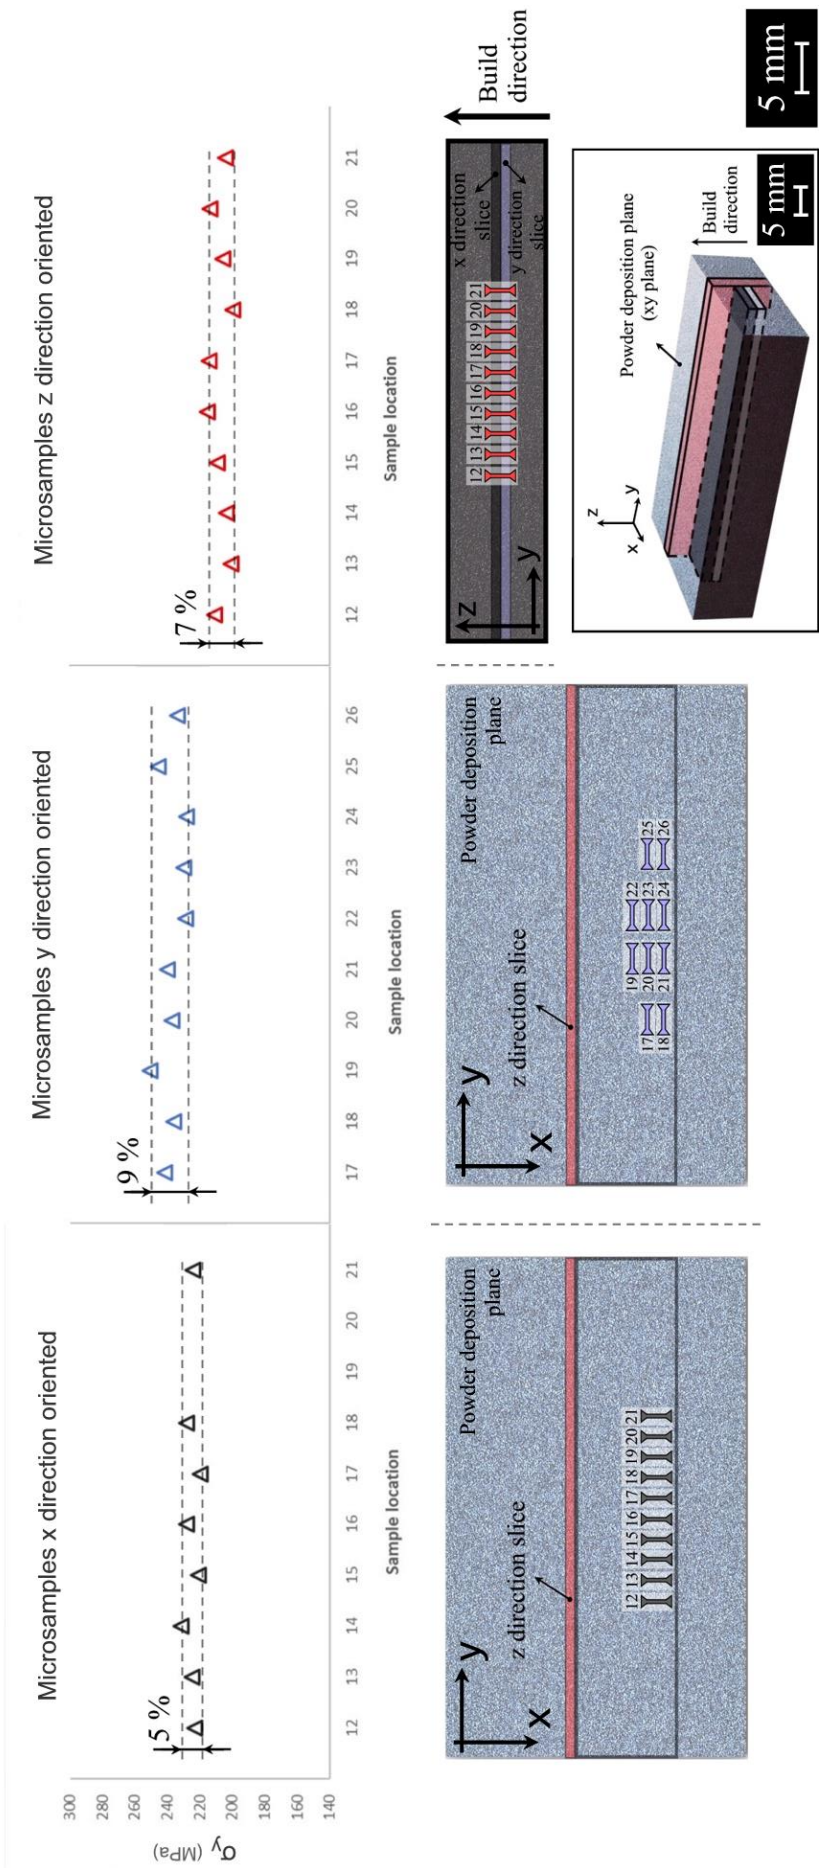 Microsamples x direction oriented
Microsamples y direction oriented
Microsamples z direction oriented
σy (MPa)
300
280
260
240
220
200
180
160
140
5 %
9 %
7 %
12 13 14 15 16 17 18 19 20 21
17 18 19 20 21 22 23 24 25 26
12 13 14 15 16 17 18 19 20 21
Sample location
Sample location
Sample location
y
x
z direction slice
Powder deposition
plane
12 13 14 15 16 17 18 19 20 21
y
x
z direction slice
Powder deposition
plane
17
18
19
20
21
22
23
24
25
26
z
y
12 13 14 15 16 17 18 19 20 21
x direction
slice
y direction
slice
Build
direction
z
x
y
Powder deposition plane
(xy plane)
Build
direction
5 mm
5 mm